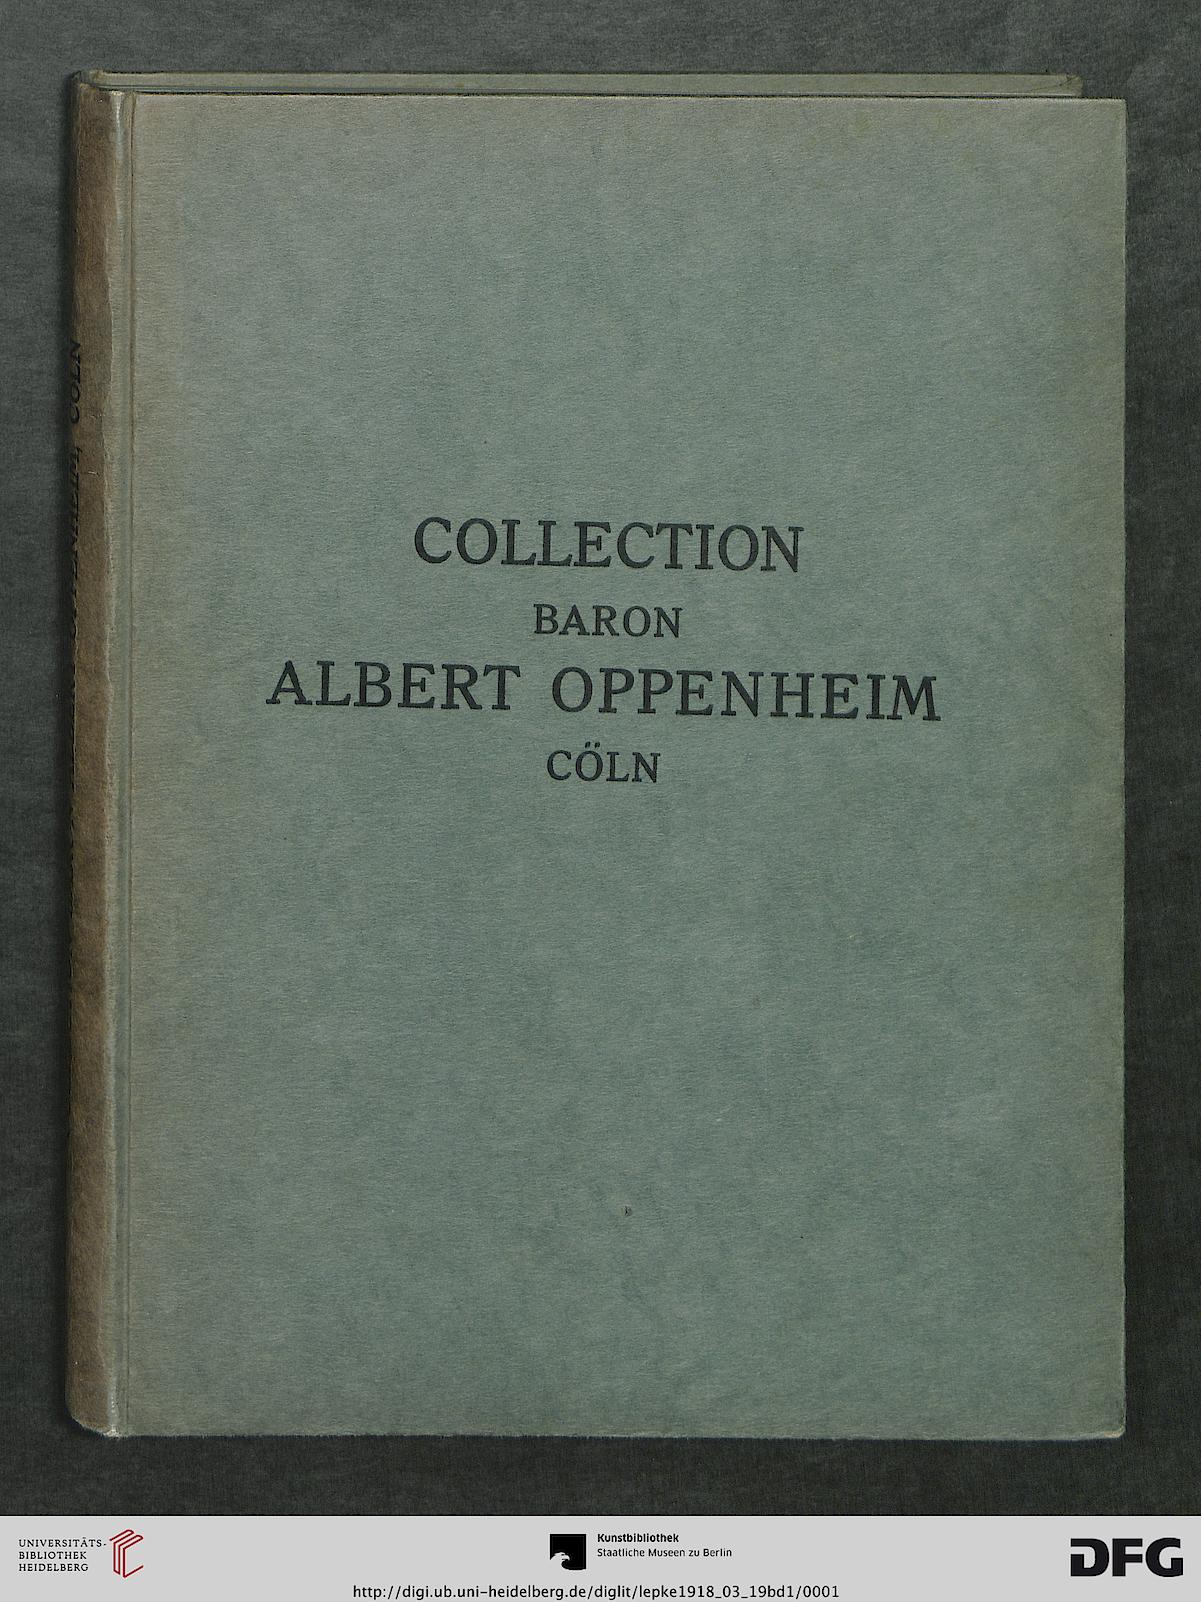 COLLECTION
BARON
ALBERT OPPENHEIM
CÖLN
CÖLN
UNIVERSITÄTS-
BIBLIOTHEK
HEIDELBERG
Kunstbibliothek
Staatliche Museen zu Berlin
DFG
http://digi.ub.uni-heidelberg.de/diglit/lepke1918_03_19bd1/0001